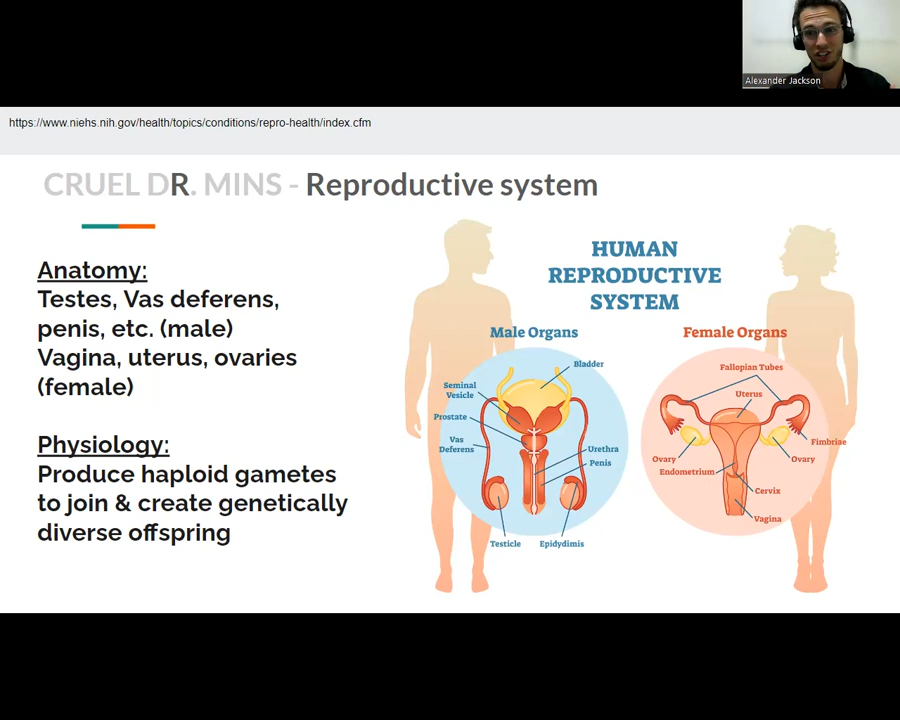 Alexander Jackson
https://www.niehs.nih.gov/health/topics/conditions/repro-health/index.cfm
CRUEL DR. MINS - Reproductive system
Anatomy:
Testes, Vas deferens,
penis, etc. (male)
Vagina, uterus, ovaries
(female)
Physiology:
Produce haploid gametes
to join & create genetically
diverse offspring
HUMAN
REPRODUCTIVE
SYSTEM
Male Organs
Bladder
Seminal
Vesicle
Prostate
Vas
Deferens
Urethra
Penis
Testicle
Epidydimis
Female Organs
Fallopian Tubes
Uterus
Fimbriae
Ovary
Ovary
Endometrium
Cervix
Vagina